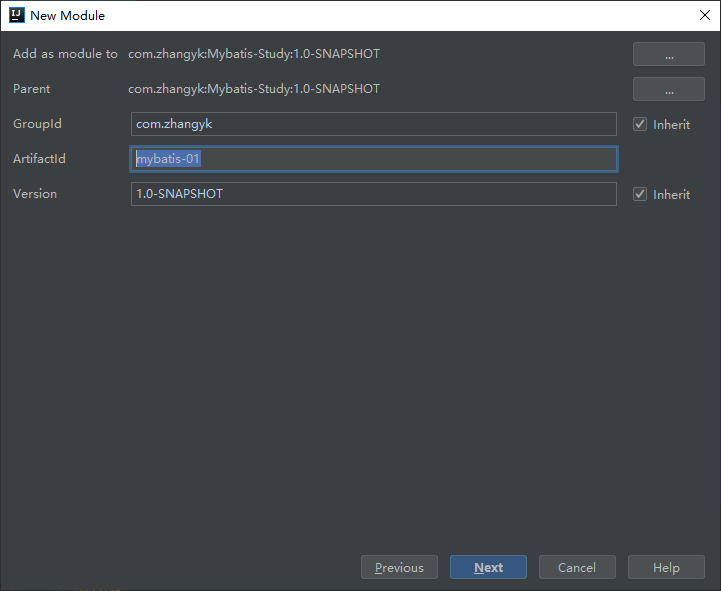 New Module
Add as module to com.zhangyk:Mybatis-Study:1.0-SNAPSHOT ...
Parent com.zhangyk:Mybatis-Study:1.0-SNAPSHOT ...
GroupId com.zhangyk Inherit
ArtifactId mybatis-01
Version 1.0-SNAPSHOT Inherit
Previous Next Cancel Help